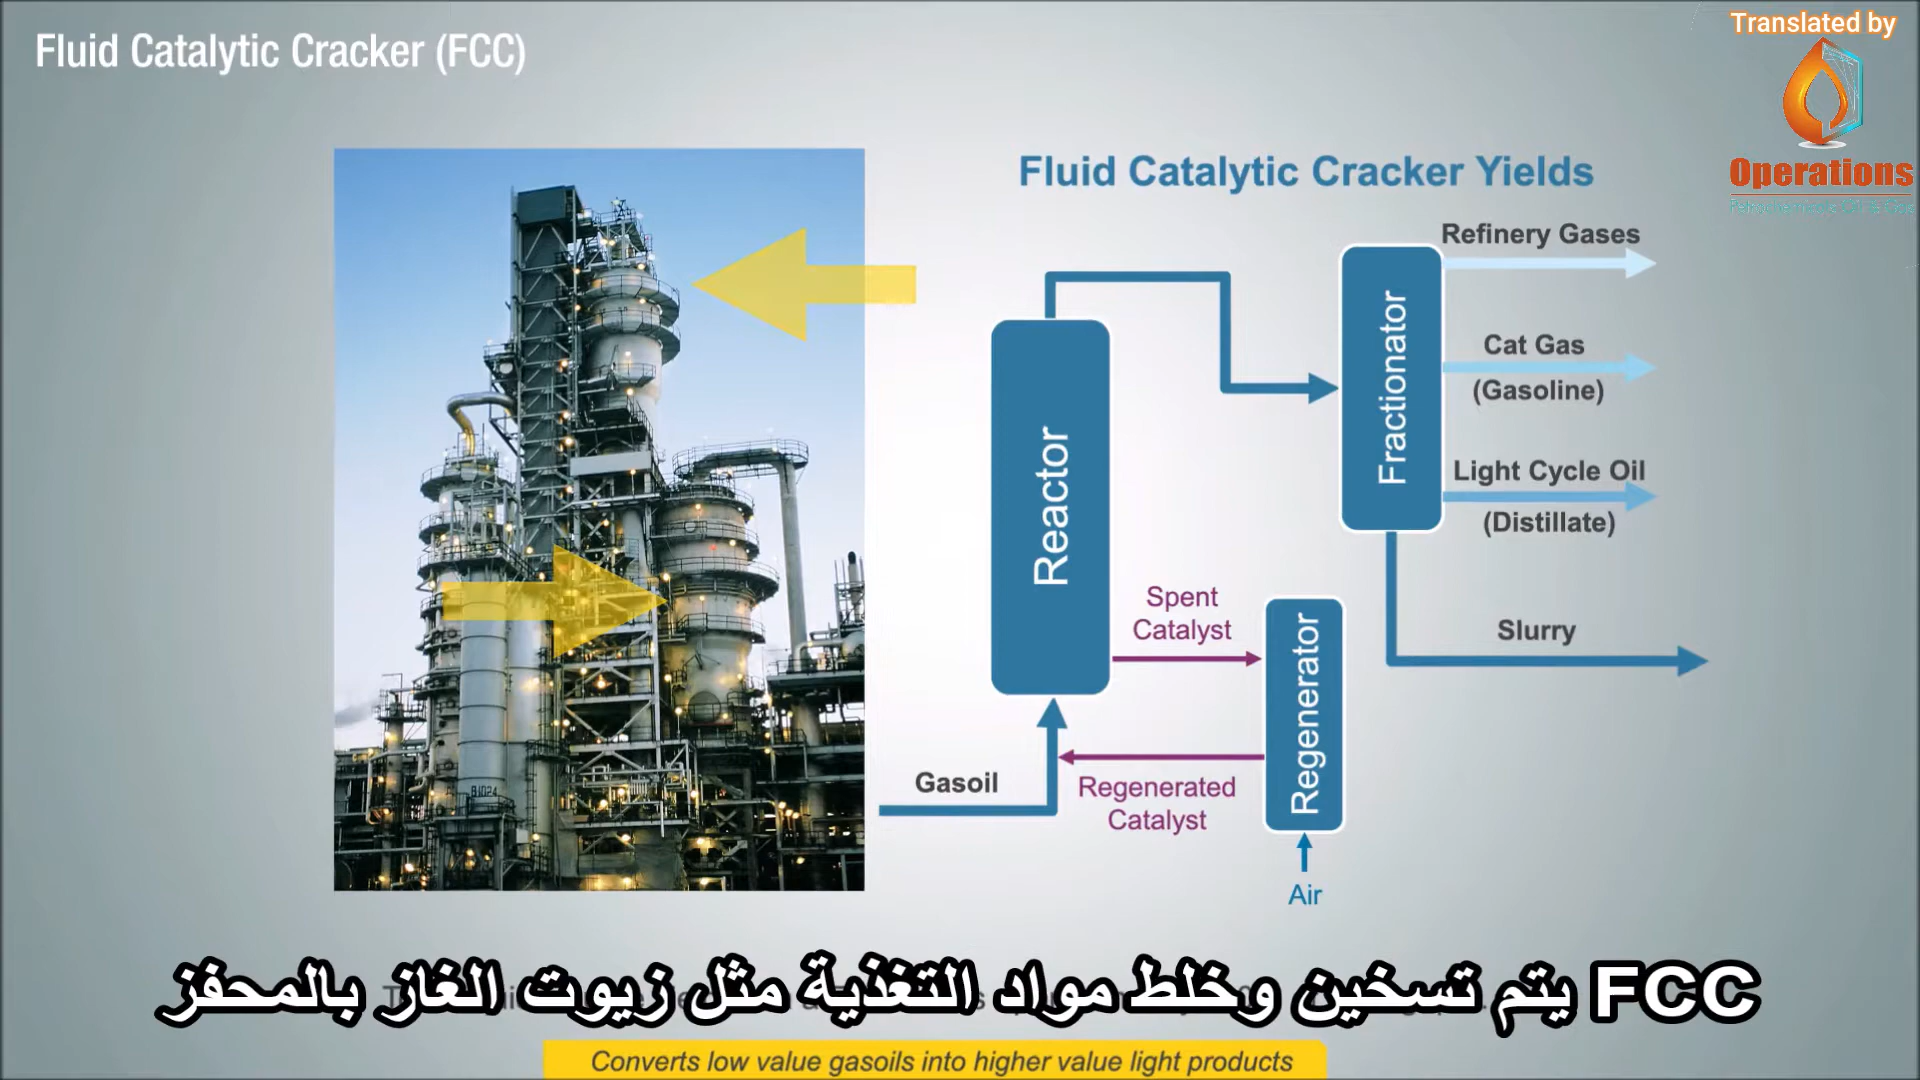 Fluid Catalytic Cracker (FCC)
Translated by
Operations
Fluid Catalytic Cracker Yields
Refinery Gases
Cat Gas
(Gasoline)
Light Cycle Oil
(Distillate)
Slurry
Fractionator
Reactor
Spent
Catalyst
Regenerator
Regenerated
Catalyst
Gasoil
Air
FCC يتم تسخين وخلط مواد التغذية مثل زيوت الغاز بالمحفز
Converts low value gasoils into higher value light products